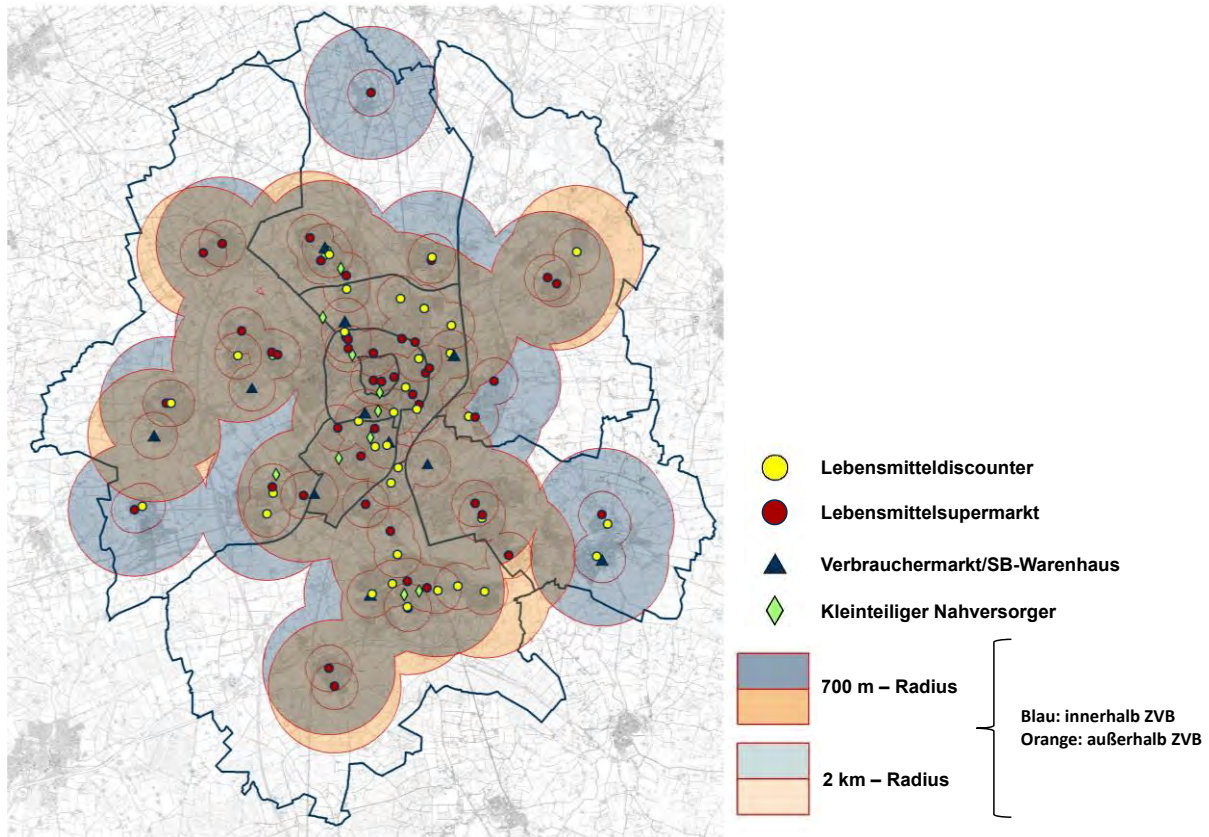 Lebensmitteldiscounter
Lebensmittelsupermarkt
Verbrauchermarkt/SB-Warenhaus
Kleinteiliger Nahversorger
700 m – Radius
Blau: innerhalb ZVB
Orange: außerhalb ZVB
2 km – Radius